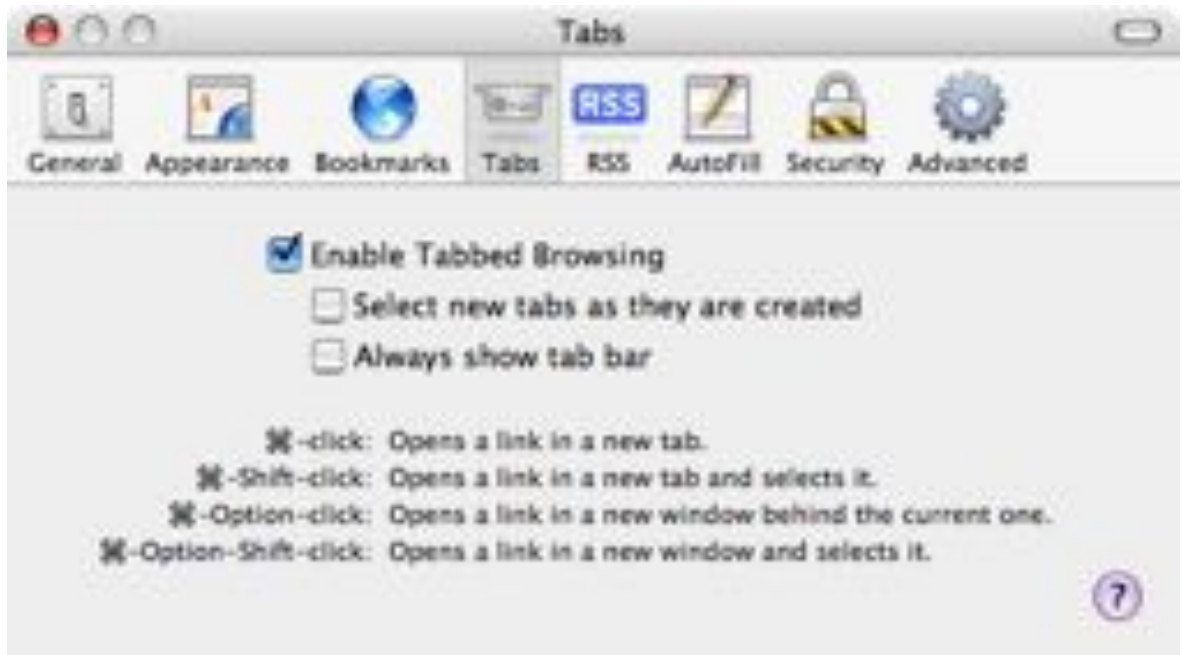 Tabs
General Appearance Bookmarks Tabs RSS AutoFill Security Advanced
Enable Tabbed Browsing
Select new tabs as they are created
Always show tab bar
⌘-click: Opens a link in a new tab.
⌘-Shift-click: Opens a link in a new tab and selects it.
⌘-Option-click: Opens a link in a new window behind the current one.
⌘-Option-Shift-click: Opens a link in a new window and selects it.
?